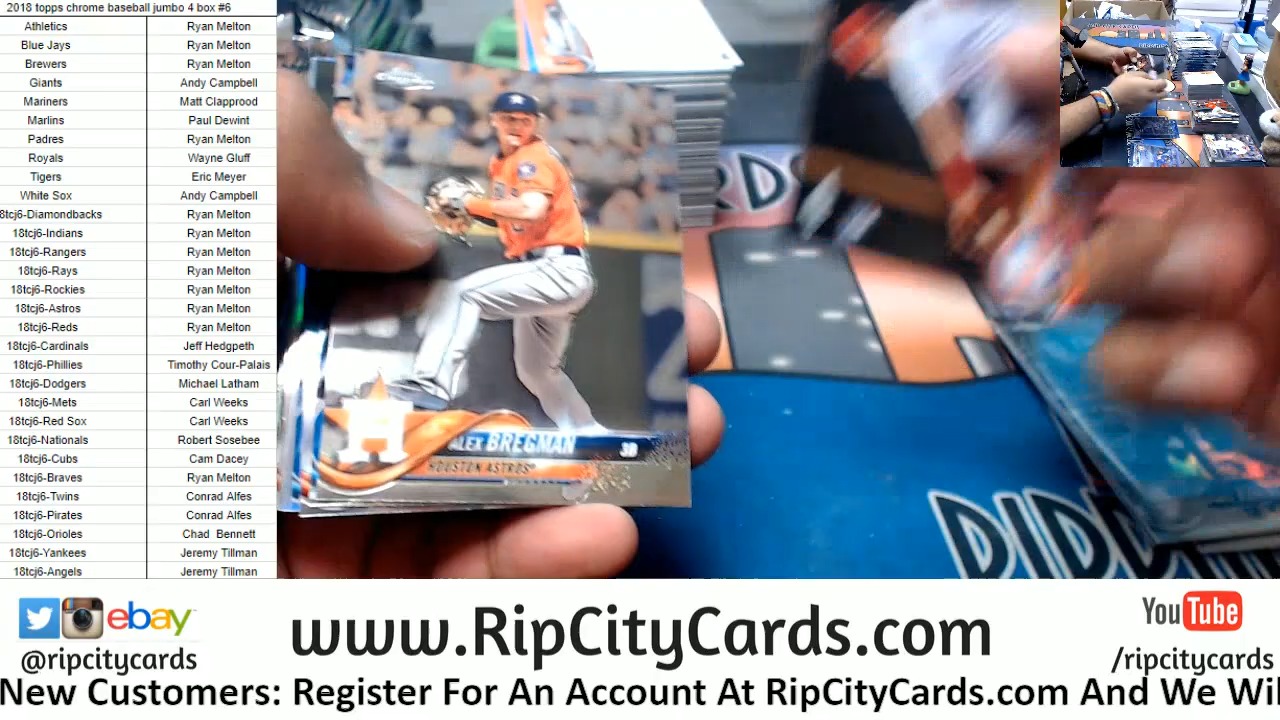 2018 topps chrome baseball jumbo 4 box #6
Athletics Ryan Melton
Blue Jays Ryan Melton
Brewers Ryan Melton
Giants Andy Campbell
Mariners Matt Clapprood
Marlins Paul Dewint
Padres Ryan Melton
Royals Wayne Gluff
Tigers Eric Meyer
White Sox Andy Campbell
8tcj6-Diamondbacks Ryan Melton
18tcj6-Indians Ryan Melton
18tcj6-Rangers Ryan Melton
18tcj6-Rays Ryan Melton
18tcj6-Rockies Ryan Melton
18tcj6-Astros Ryan Melton
18tcj6-Reds Ryan Melton
18tcj6-Cardinals Jeff Hedgpeth
18tcj6-Phillies Timothy Cour-Palais
18tcj6-Dodgers Michael Latham
18tcj6-Mets Carl Weeks
18tcj6-Red Sox Carl Weeks
18tcj6-Nationals Robert Sosebee
18tcj6-Cubs Cam Dacey
18tcj6-Braves Ryan Melton
18tcj6-Twins Conrad Alfes
18tcj6-Pirates Conrad Alfes
18tcj6-Orioles Chad Bennett
18tcj6-Yankees Jeremy Tillman
18tcj6-Angels Jeremy Tillman
H
ALEX BREGMAN 3B
HOUSTON ASTROS
RDS
ebay
@ripcitycards
www.RipCityCards.com
YouTube
/ripcitycards
New Customers: Register For An Account At RipCityCards.com And We Wil